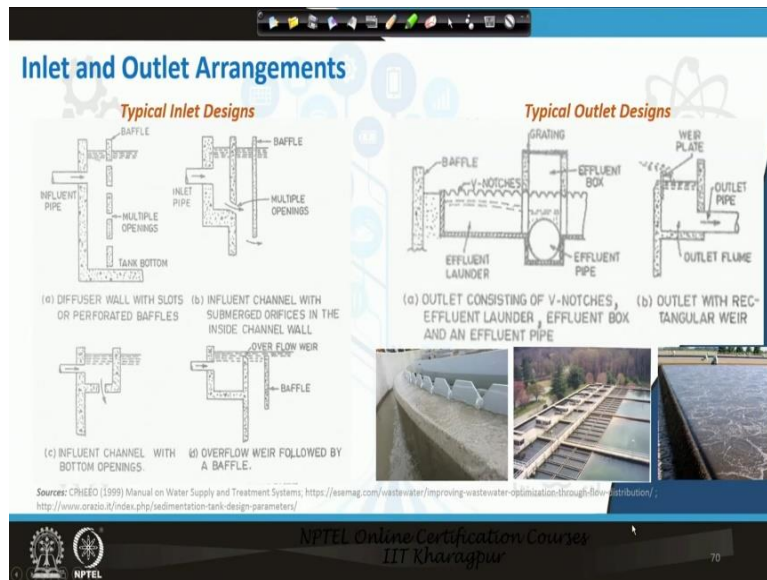 Inlet and Outlet Arrangements
Typical Inlet Designs
BAFFLE
INFLUENT
PIPE
MULTIPLE
OPENINGS
TANK BOTTOM
(a) DIFFUSER WALL WITH SLOTS
OR PERFORATED BAFFLES
BAFFLE
INLET
PIPE
MULTIPLE
OPENINGS
(b) INFLUENT CHANNEL WITH
SUBMERGED ORIFICES IN THE
INSIDE CHANNEL WALL
(c) INFLUENT CHANNEL WITH
BOTTOM OPENINGS.
OVER FLOW WEIR
BAFFLE
(d) OVERFLOW WEIR FOLLOWED BY
A BAFFLE.
Typical Outlet Designs
GRATING
BAFFLE
V-NOTCHES
EFFLUENT
BOX
EFFLUENT
LAUNDER
EFFLUENT
PIPE
(a) OUTLET CONSISTING OF V-NOTCHES,
EFFLUENT LAUNDER, EFFLUENT BOX
AND AN EFFLUENT PIPE
WEIR
PLATE
OUTLET
PIPE
OUTLET FLUME
(b) OUTLET WITH REC-
TANGULAR WEIR
Sources: CPHEEO (1999) Manual on Water Supply and Treatment Systems; https://esemag.com/wastewater/improving-wastewater-optimization-through-flow-distribution/ ;
http://www.orazio.it/index.php/sedimentation-tank-design-parameters/
NPTEL
NPTEL Online Certification Courses
IIT Kharagpur
70